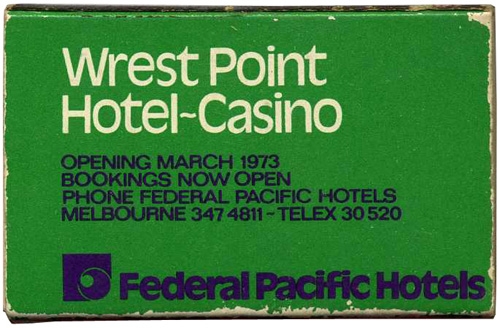 Wrest Point
Hotel~Casino
OPENING MARCH 1973
BOOKINGS NOW OPEN
PHONE FEDERAL PACIFIC HOTELS
MELBOURNE 347 4811 - TELEX 30 520
Federal Pacific Hotels